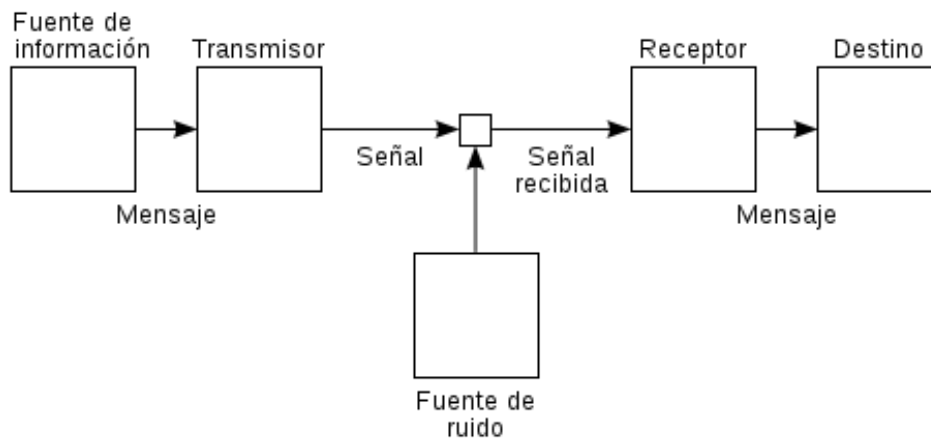 Fuente de
información
Transmisor
Receptor
Destino
Señal
Señal
recibida
Mensaje
Mensaje
Fuente de
ruido